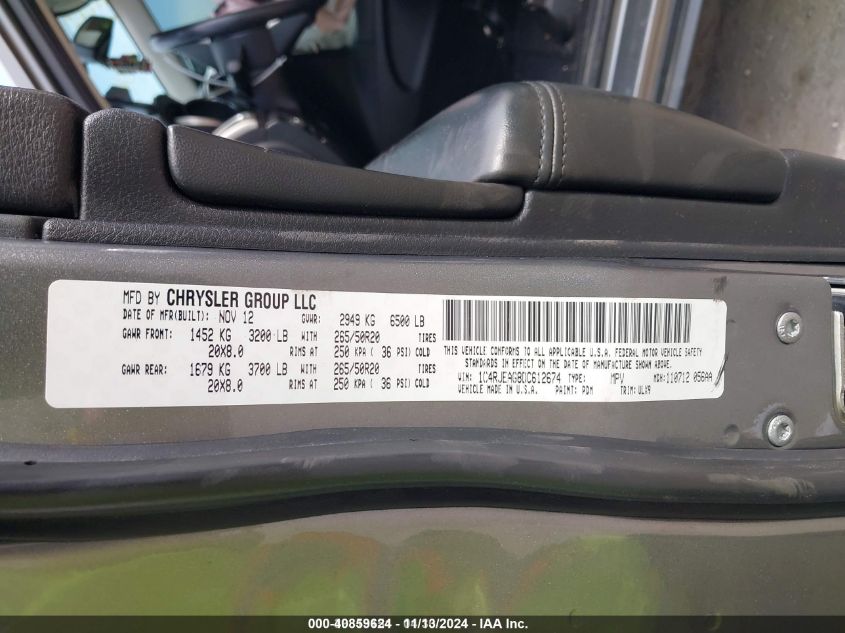 MFD BY CHRYSLER GROUP LLC
DATE OF MFR(BUILT): NOV 12 GVWR: 2949 KG 6500 LB
GAWR FRONT: 1452 KG 3200 LB WITH 265/50R20 TIRES
20X8.0 RIMS AT 250 KPA ( 36 PSI) COLD
GAWR REAR: 1679 KG 3700 LB WITH 265/50R20 TIRES
20X8.0 RIMS AT 250 KPA ( 36 PSI) COLD
THIS VEHICLE CONFORMS TO ALL APPLICABLE U.S.A. FEDERAL MOTOR VEHICLE SAFETY
STANDARDS IN EFFECT ON THE DATE OF MANUFACTURE SHOWN ABOVE.
VIN: 1C4RJEAG8DC612674 TYPE: MPV MDH: 110712 056AA
VEHICLE MADE IN U.S.A. PAINT: PDM TRIM: ULX9
000-40859624 - 11/13/2024 - IAA Inc.